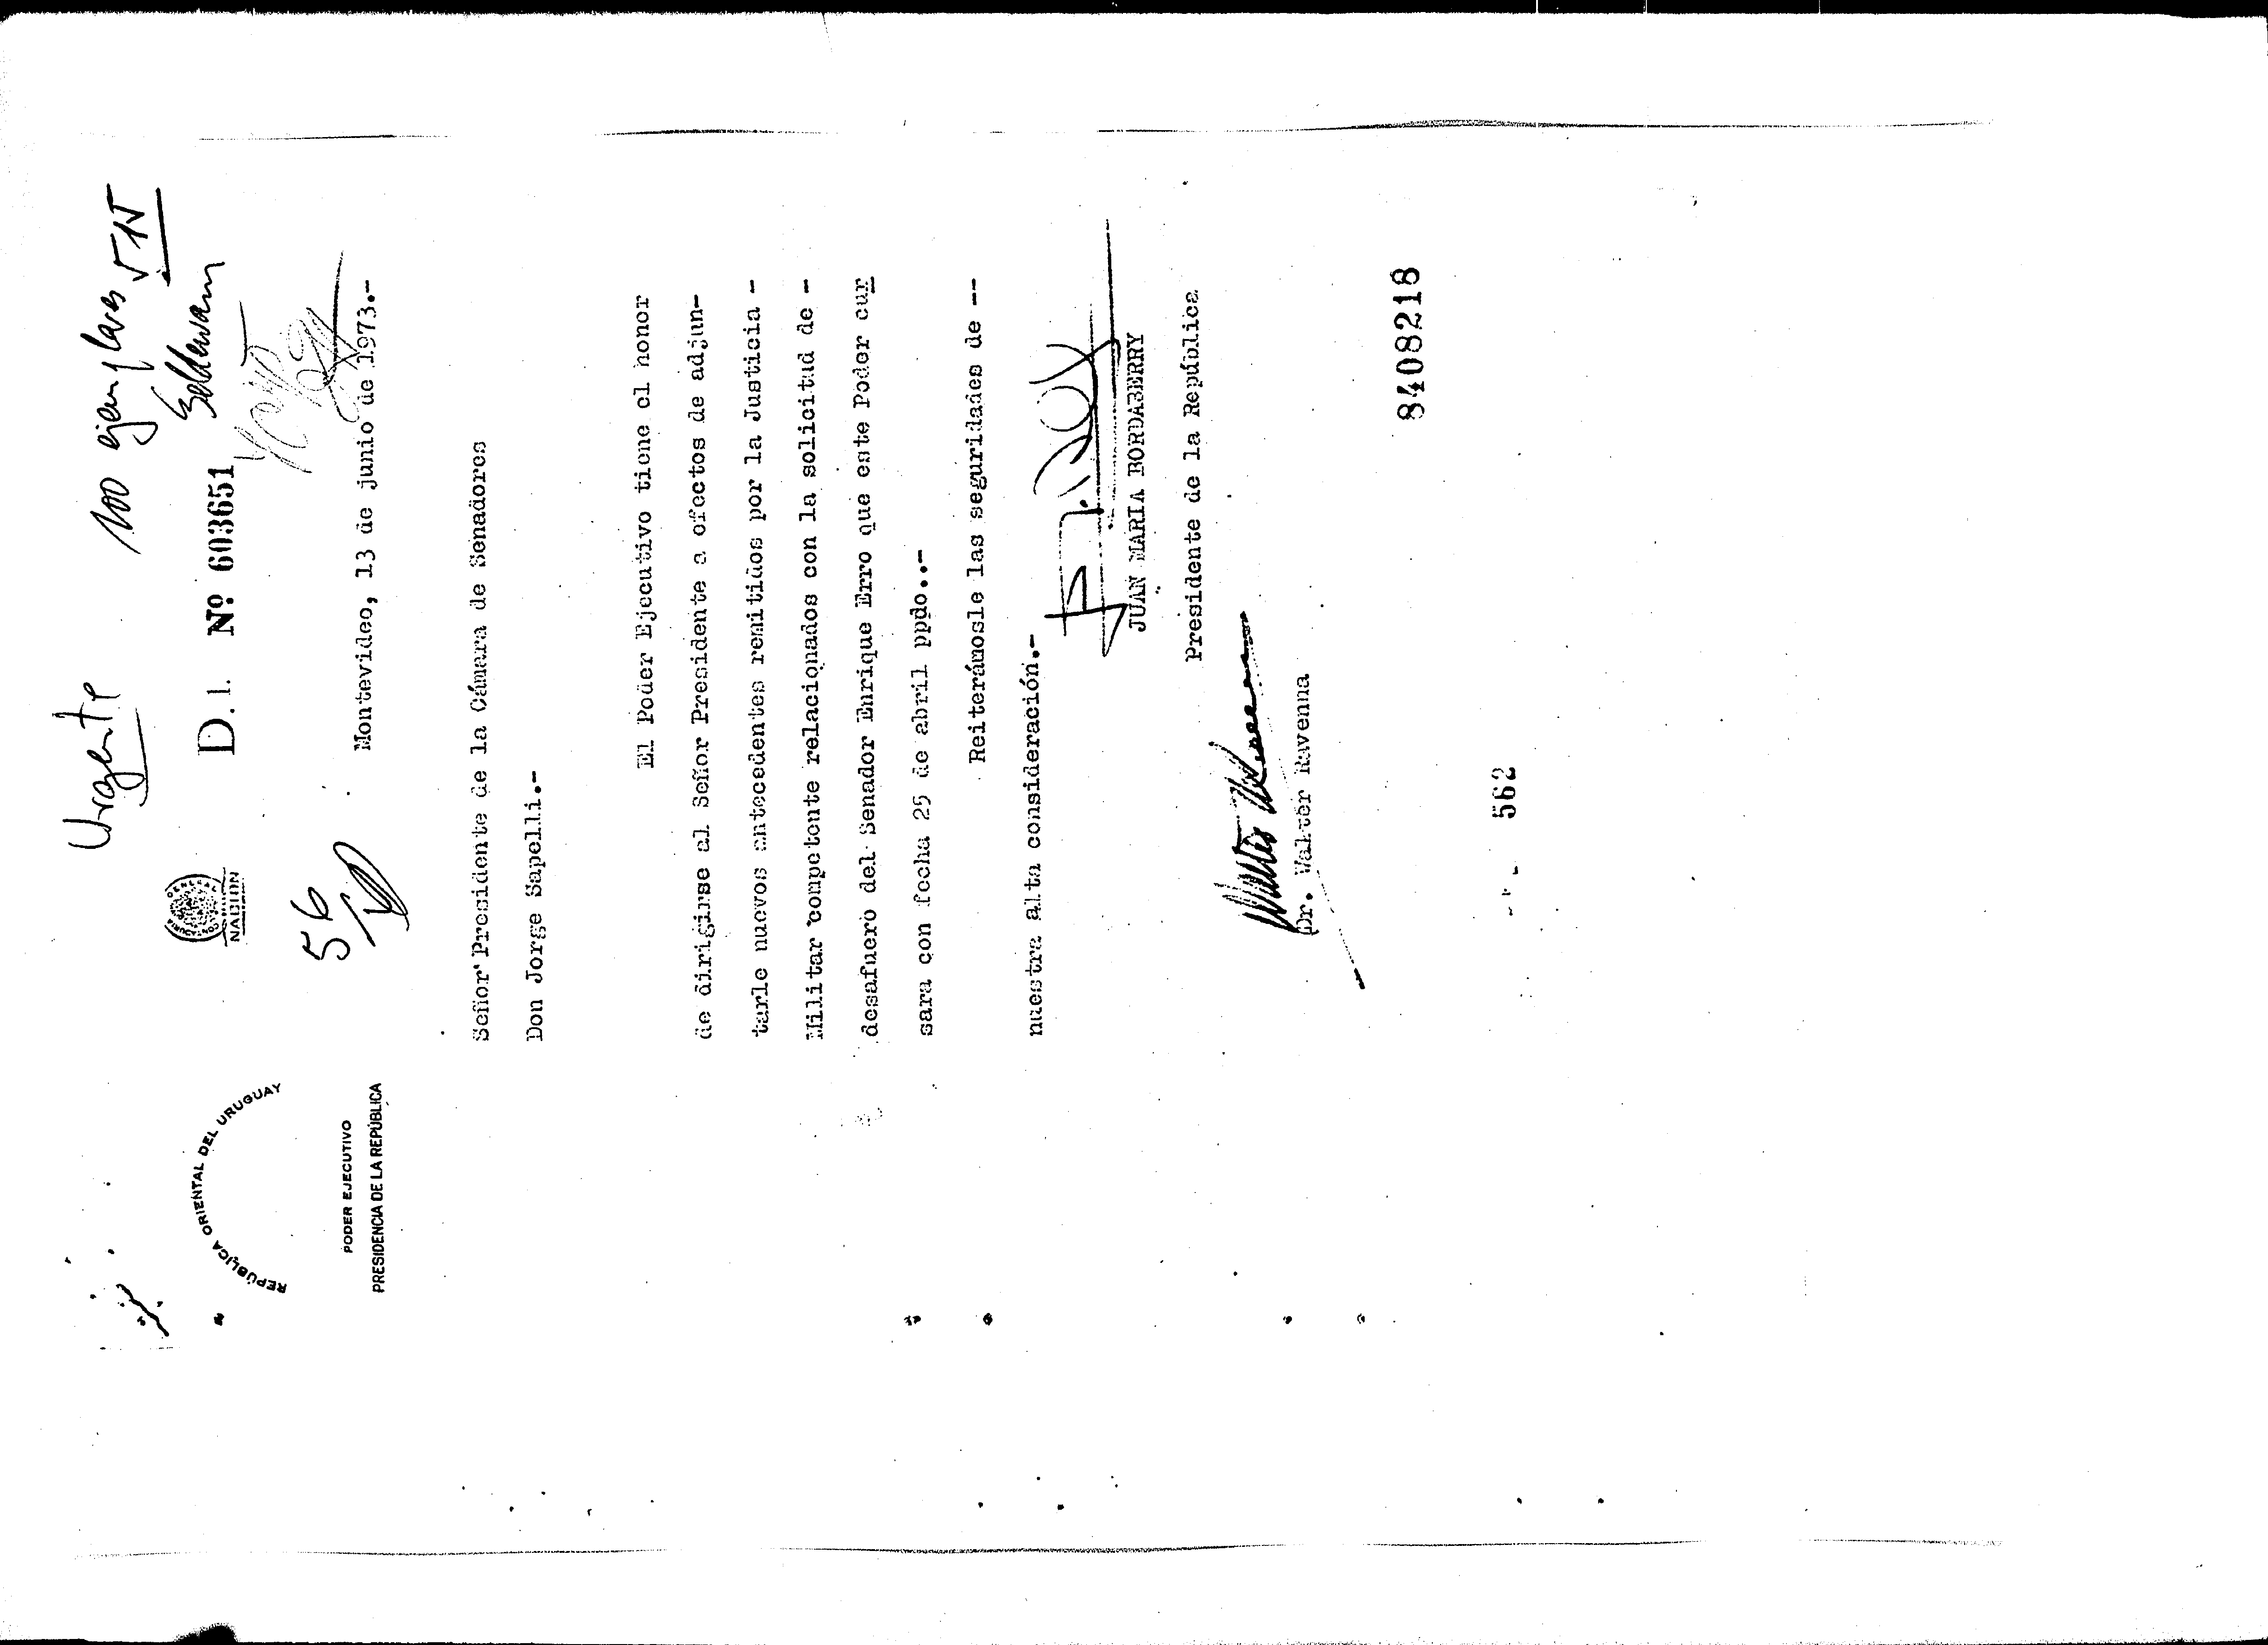 Urgente
100 ejemplares
D. I. Nº 603651
NACION
56
REPÚBLICA ORIENTAL DEL URUGUAY
PODER EJECUTIVO
PRESIDENCIA DE LA REPÚBLICA
Montevideo, 13 de junio de 1973.-
Señor Presidente de la Cámara de Senadores
Don Jorge Sapelli.-
El Poder Ejecutivo tiene el honor
de dirigirse al Señor Presidente a efectos de adjun-
tarle nuevos antecedentes remitidos por la Justicia -
Militar competente relacionados con la solicitud de -
desafuero del Senador Enrique Erro que este Poder cur
sara con fecha 25 de abril ppdo..-
Reiterámosle las seguridades de --
nuestra alta consideración.-
JUAN MARIA BORDABERRY
Presidente de la República
Dr. Walter Ravenna
8408218
562